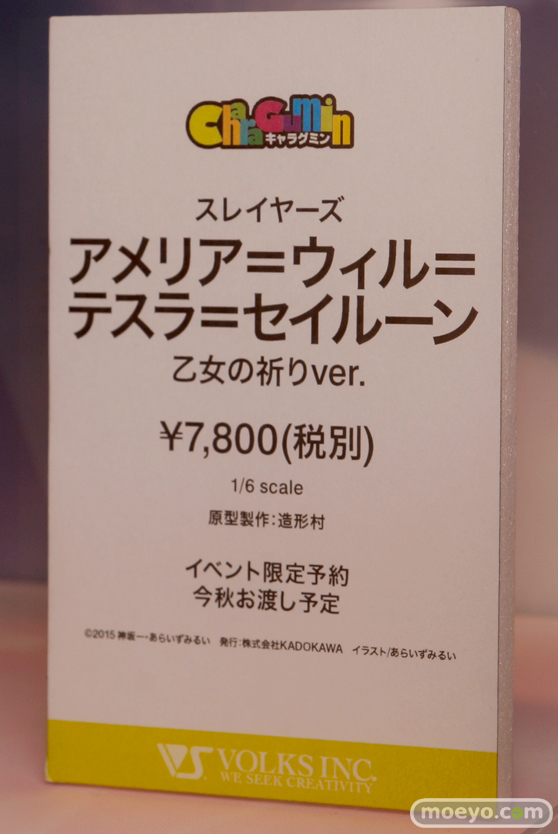 CharaGumin
キャラグミン
スレイヤーズ
アメリア＝ウィル＝
テスラ＝セイルーン
乙女の祈りver.
¥7,800(税別)
1/6 scale
原型製作：造形村
イベント限定予約
今秋お渡し予定
©2015 神坂一・あらいずみるい　発行：株式会社KADOKAWA　イラスト/あらいずみるい
VS VOLKS INC.
WE SEEK CREATIVITY
moeyo.com